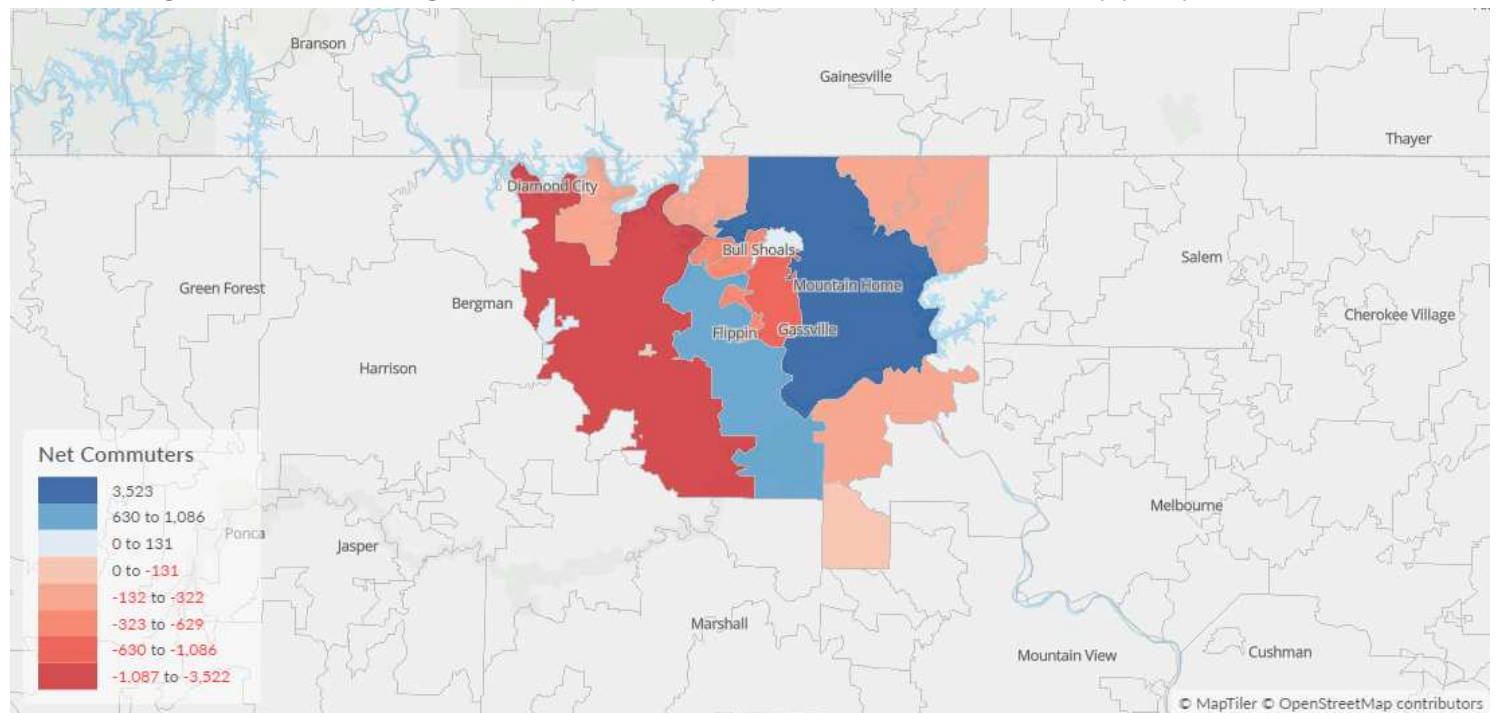 Branson
Gainesville
Thayer
Diamond City
Bull Shoals
Salem
Green Forest
Bergman
Mountain Home
Cherokee Village
Flippin
Gassville
Harrison
Net Commuters
3,523
630 to 1,086
0 to 131
0 to -131
-132 to -322
-323 to -629
-630 to -1,086
-1,087 to -3,522
Ponca
Jasper
Melbourne
Marshall
Mountain View
Cushman
© MapTiler © OpenStreetMap contributors